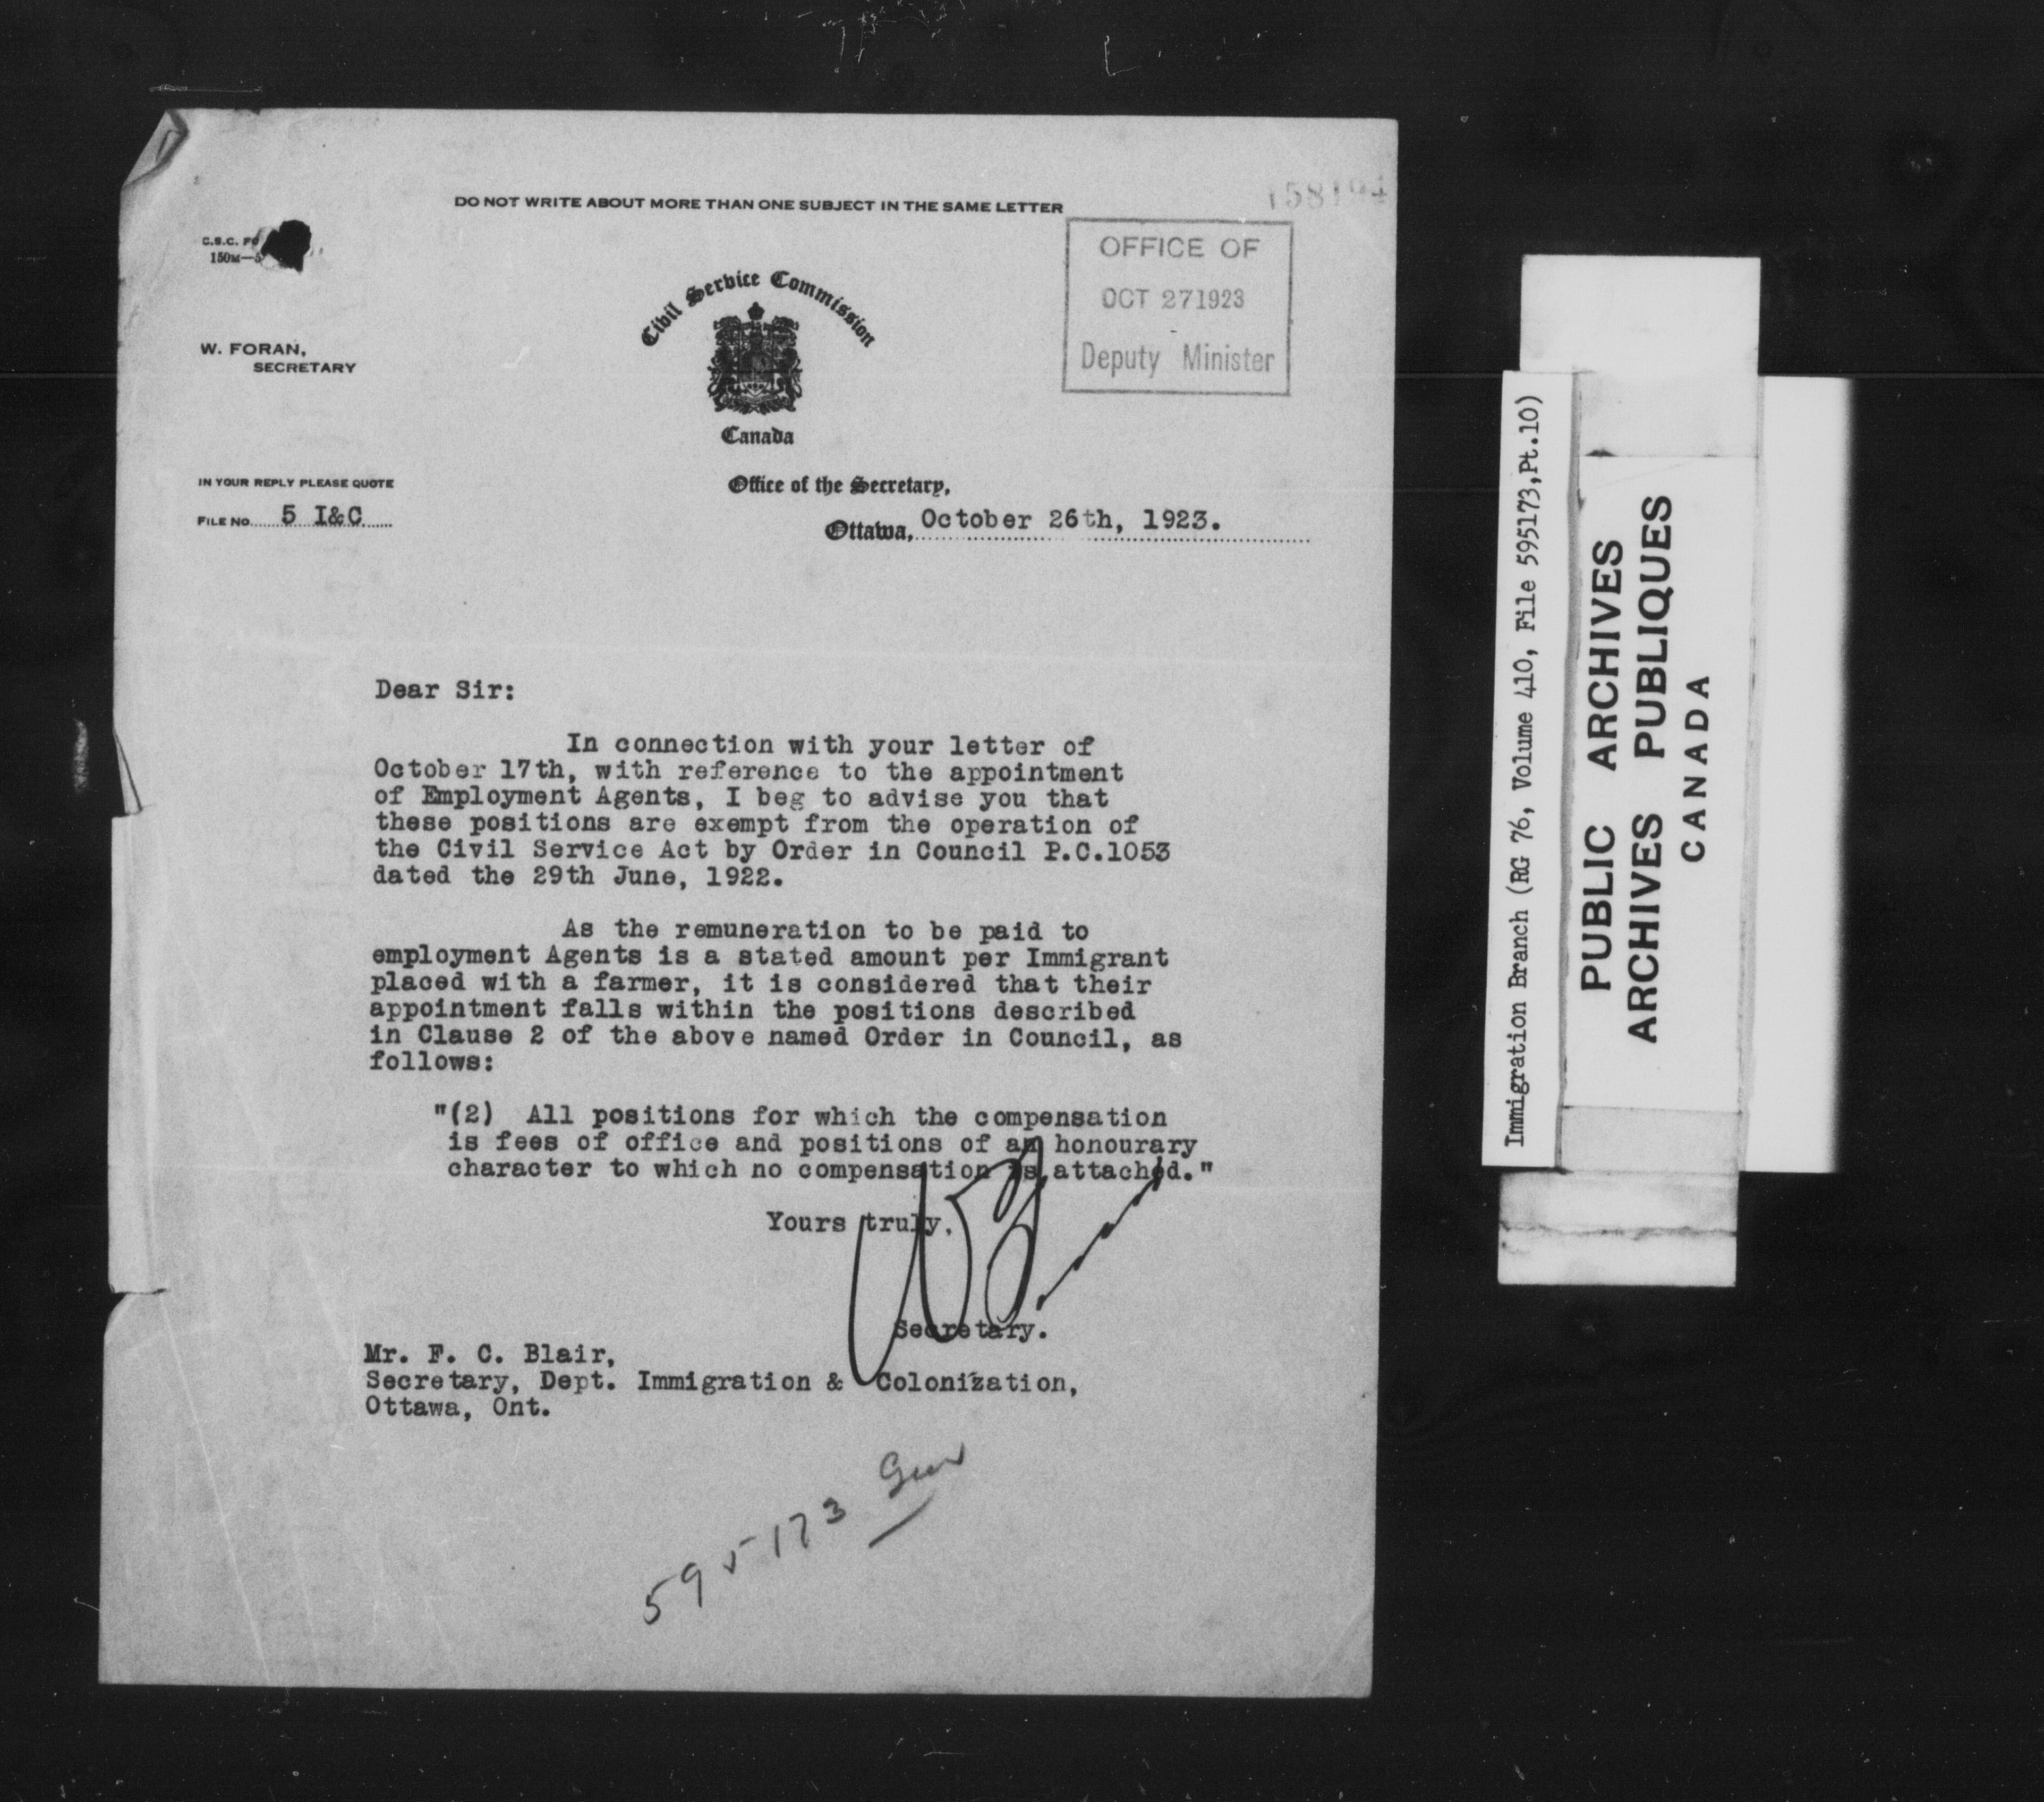 DO NOT WRITE ABOUT MORE THAN ONE SUBJECT IN THE SAME LETTER
C.S.C. FO
150M—5
OFFICE OF
OCT 27 1923
Deputy Minister
Civil Service Commission
Canada
W. FORAN,
SECRETARY
IN YOUR REPLY PLEASE QUOTE
FILE No. 5 I&C
Office of the Secretary,
Ottawa, October 26th, 1923.
Dear Sir:
In connection with your letter of
October 17th, with reference to the appointment
of Employment Agents, I beg to advise you that
these positions are exempt from the operation of
the Civil Service Act by Order in Council P.C.1053
dated the 29th June, 1922.
As the remuneration to be paid to
employment Agents is a stated amount per Immigrant
placed with a farmer, it is considered that their
appointment falls within the positions described
in Clause 2 of the above named Order in Council, as
follows:
"(2) All positions for which the compensation
is fees of office and positions of an honourary
character to which no compensation is attached."
Yours truly,
Secretary.
Mr. F. C. Blair,
Secretary, Dept. Immigration & Colonization,
Ottawa, Ont.
595173
Immigration Branch (RG 76, Volume 410, File 595173,Pt.10)
PUBLIC ARCHIVES
ARCHIVES PUBLIQUES
CANADA